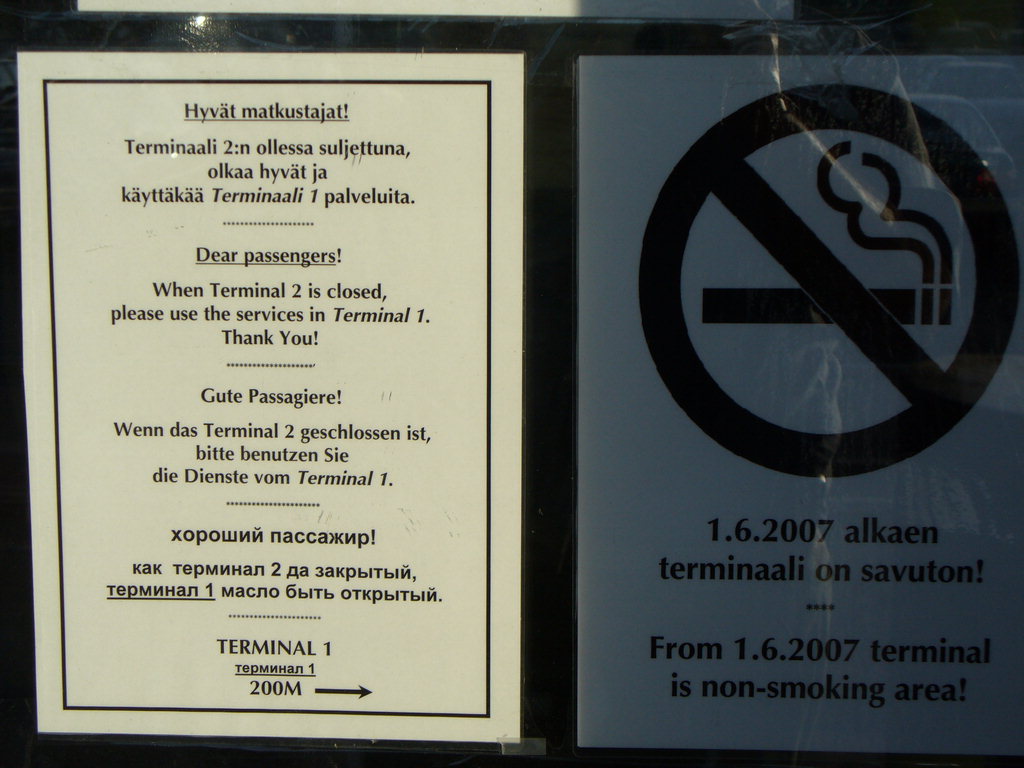 Hyvät matkustajat!
Terminaali 2:n ollessa suljettuna,
olkaa hyvät ja
käyttäkää Terminaali 1 palveluita.
**********************
Dear passengers!
When Terminal 2 is closed,
please use the services in Terminal 1.
Thank You!
**********************
Gute Passagiere!
Wenn das Terminal 2 geschlossen ist,
bitte benutzen Sie
die Dienste vom Terminal 1.
**********************
хороший пассажир!
как терминал 2 да закрытый,
терминал 1 масло быть открытый.
**********************
TERMINAL 1
терминал 1
200M →
1.6.2007 alkaen
terminaali on savuton!
****
From 1.6.2007 terminal
is non-smoking area!